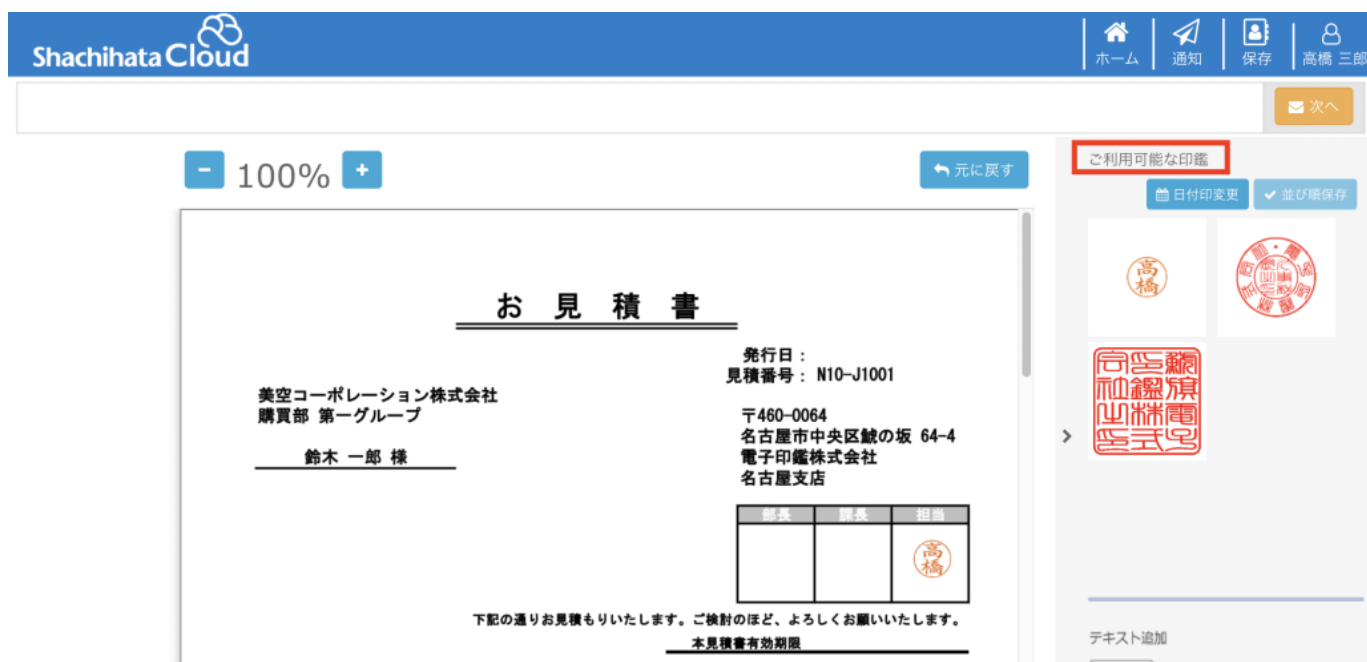 Shachihata Cloud
ホーム
通知
保存
高橋 三郎
次へ
100%
元に戻す
ご利用可能な印鑑
日付印変更
並び順保存
高橋
お 見 積 書
発行日：
見積番号： N10-J1001
美空コーポレーション株式会社
購買部 第一グループ
鈴木 一郎 様
〒460-0064
名古屋市中央区鯱の坂 64-4
電子印鑑株式会社
名古屋支店
部長 課長 担当
高橋
下記の通りお見積もりいたします。ご検討のほど、よろしくお願いいたします。
本見積書有効期限
テキスト追加